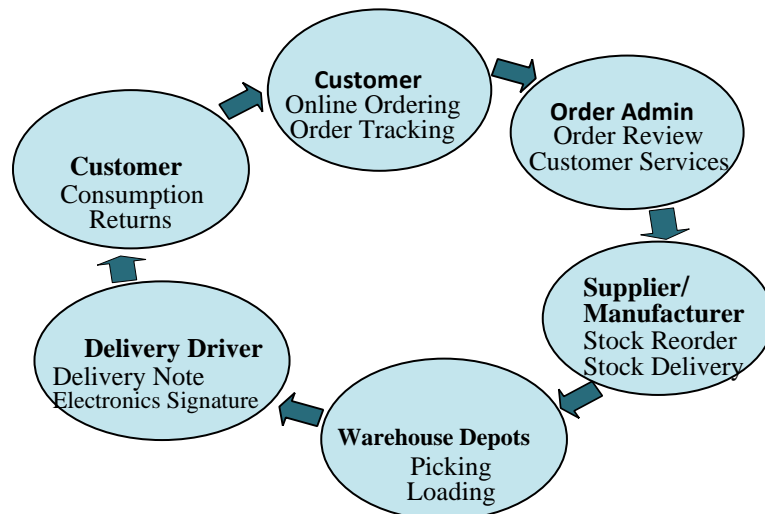 Customer
Online Ordering
Order Tracking
Order Admin
Order Review
Customer Services
Supplier/
Manufacturer
Stock Reorder
Stock Delivery
Warehouse Depots
Picking
Loading
Delivery Driver
Delivery Note
Electronics Signature
Customer
Consumption
Returns